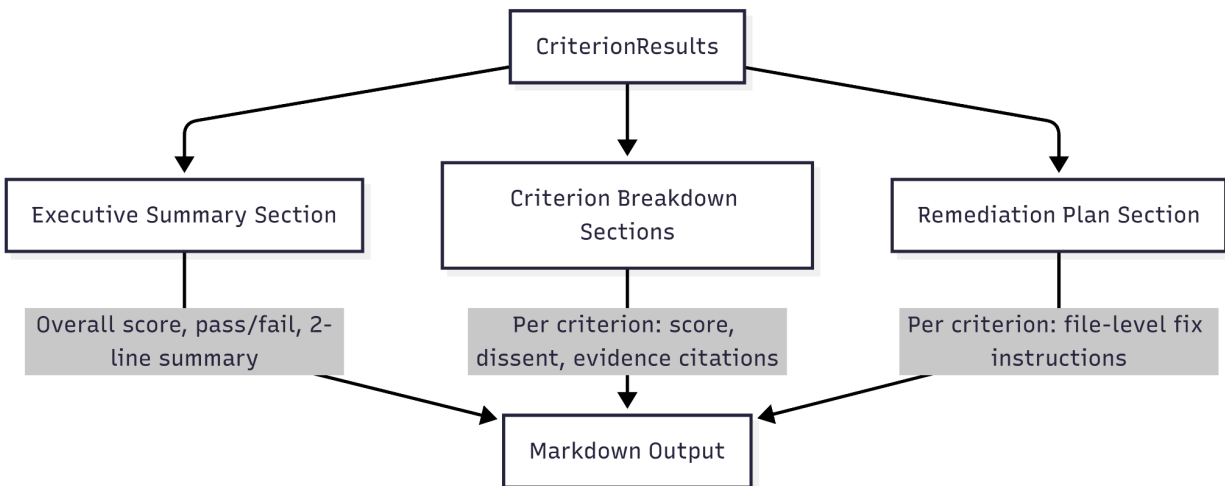 CriterionResults
Executive Summary Section
Criterion Breakdown
Sections
Remediation Plan Section
Overall score, pass/fail, 2-
line summary
Per criterion: score,
dissent, evidence citations
Per criterion: file-level fix
instructions
Markdown Output